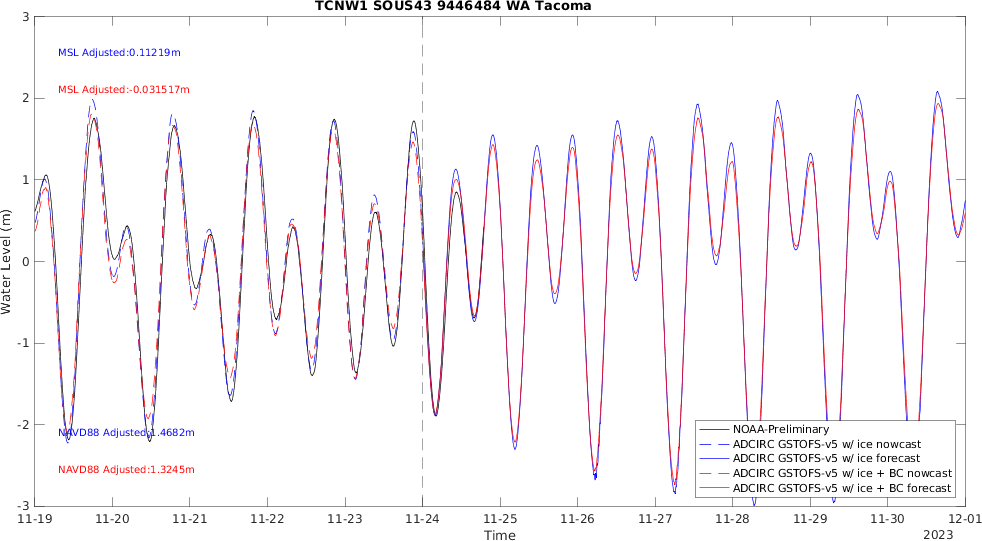 TCNW1 SOUS43 9446484 WA Tacoma
3
2
1
0
-1
-2
-3
Water Level (m)
MSL Adjusted:0.11219m
MSL Adjusted:-0.031517m
NAVD88 Adjusted:1.4682m
NAVD88 Adjusted:1.3245m
NOAA-Preliminary
ADCIRC GSTOFS-v5 w/ ice nowcast
ADCIRC GSTOFS-v5 w/ ice forecast
ADCIRC GSTOFS-v5 w/ ice + BC nowcast
ADCIRC GSTOFS-v5 w/ ice + BC forecast
11-19 11-20 11-21 11-22 11-23 11-24 11-25 11-26 11-27 11-28 11-29 11-30 12-01
Time
2023